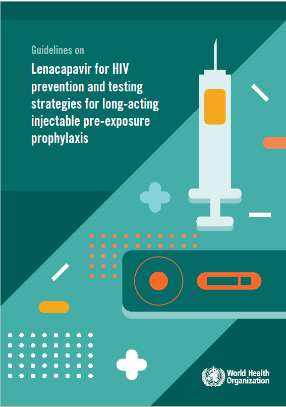 Guidelines on
Lenacapavir for HIV
prevention and testing
strategies for long-acting
injectable pre-exposure
prophylaxis
World Health
Organization